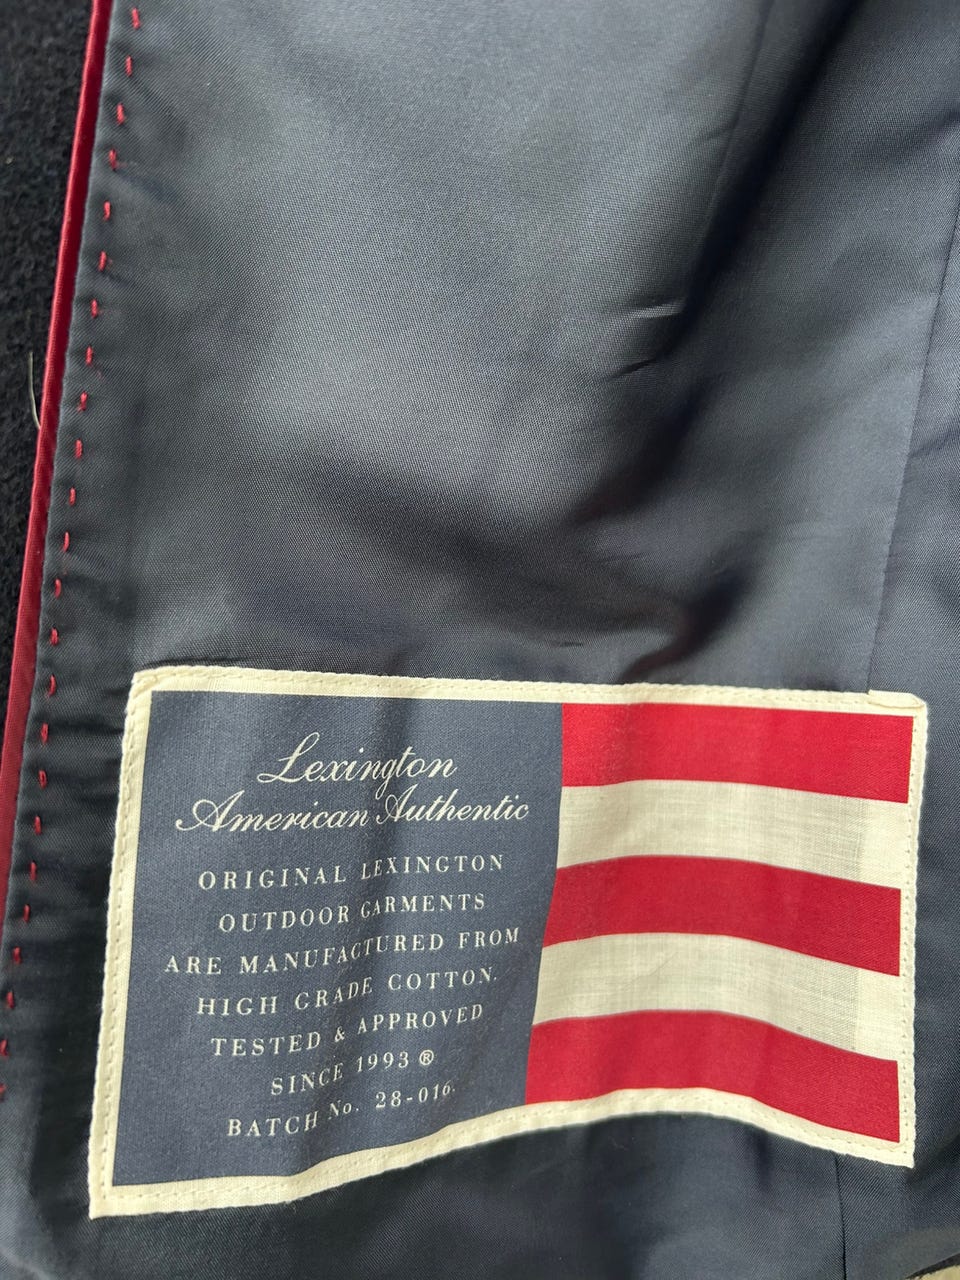 Lexington
American Authentic
ORIGINAL LEXINGTON
OUTDOOR GARMENTS
ARE MANUFACTURED FROM
HIGH GRADE COTTON.
TESTED & APPROVED
SINCE 1993 ®
BATCH No. 28-016.